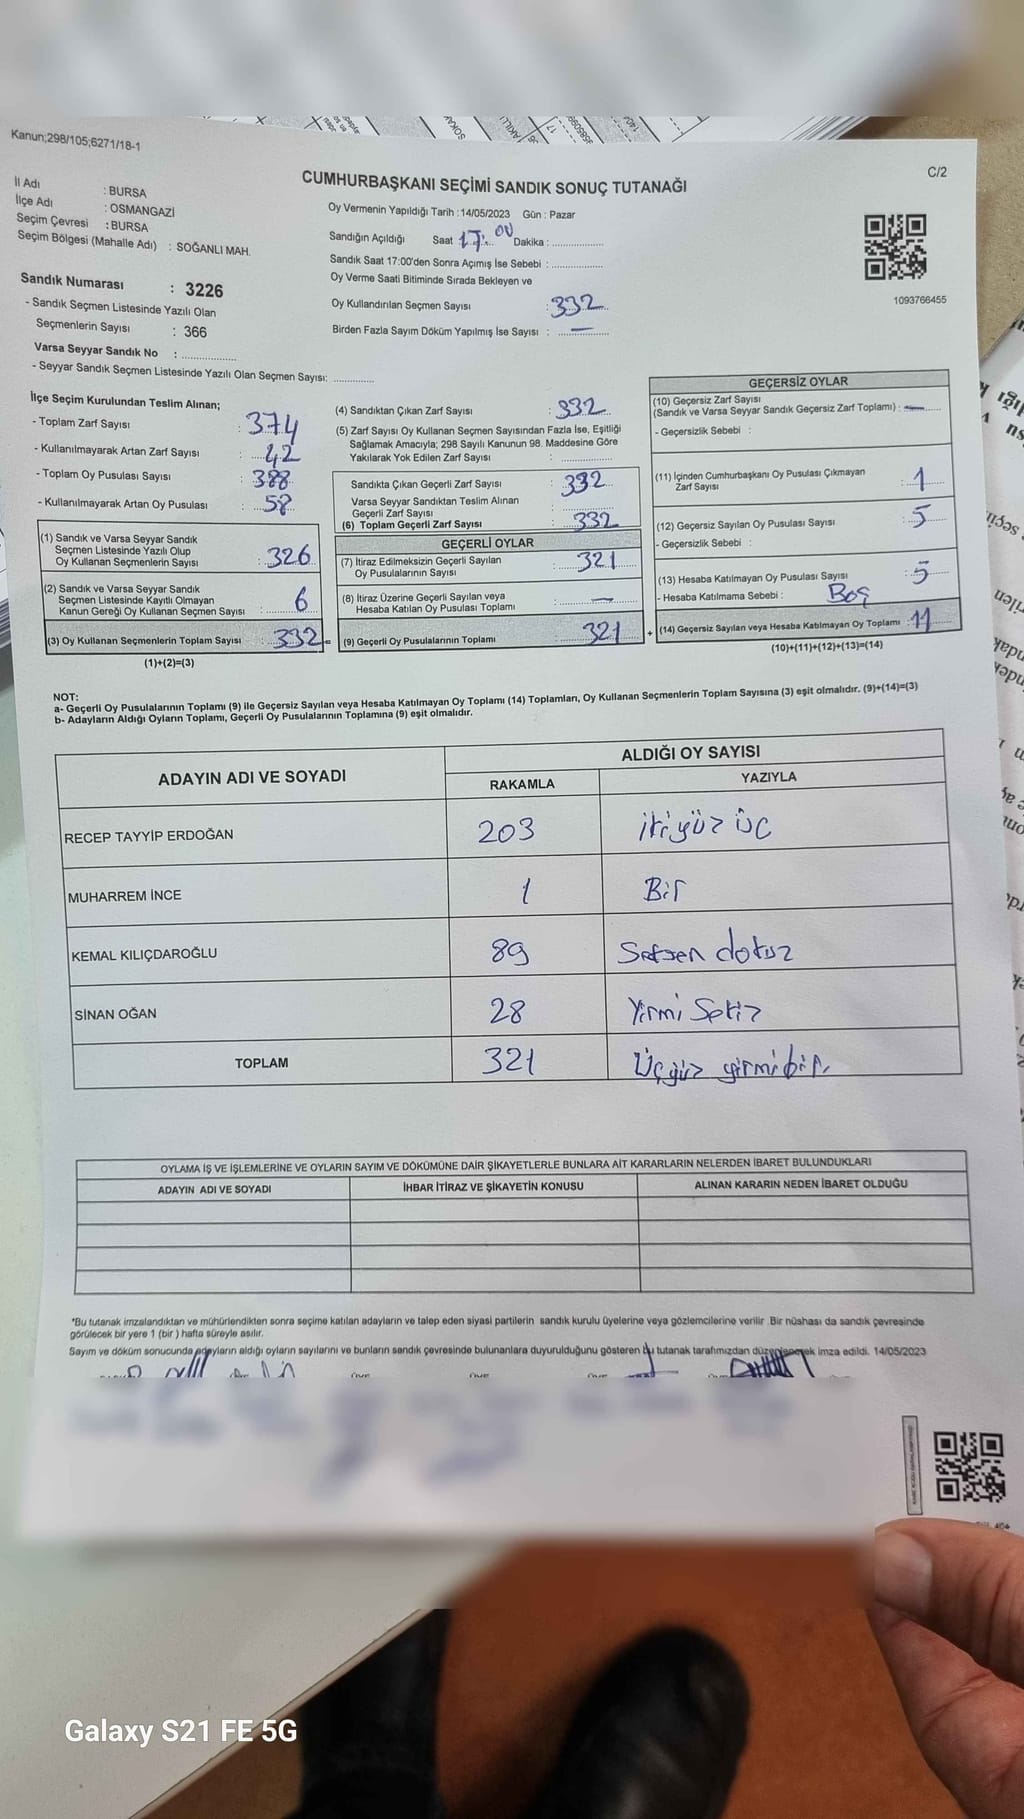 Kanun;298/105;6271/18-1
C/2
CUMHURBAŞKANI SEÇİMİ SANDIK SONUÇ TUTANAĞI
İl Adı : BURSA
İlçe Adı : OSMANGAZİ
Seçim Çevresi : BURSA
Seçim Bölgesi (Mahalle Adı) : SOĞANLI MAH.
Sandık Numarası : 3226
- Sandık Seçmen Listesinde Yazılı Olan
Seçmenlerin Sayısı : 366
Varsa Seyyar Sandık No : ................
- Seyyar Sandık Seçmen Listesinde Yazılı Olan Seçmen Sayısı: ............
Oy Vermenin Yapıldığı Tarih : 14/05/2023 Gün : Pazar
Sandığın Açıldığı Saat 17:.00 Dakika : ...............
Sandık Saat 17:00'den Sonra Açımış İse Sebebi : ...............
Oy Verme Saati Bitiminde Sırada Bekleyen ve
Oy Kullandırılan Seçmen Sayısı : 332
Birden Fazla Sayım Döküm Yapılmış İse Sayısı : —
1093766455
İlçe Seçim Kurulundan Teslim Alınan;
- Toplam Zarf Sayısı : 374
- Kullanılmayarak Artan Zarf Sayısı : 42
- Toplam Oy Pusulası Sayısı : 388
- Kullanılmayarak Artan Oy Pusulası : 58
(1) Sandık ve Varsa Seyyar Sandık
Seçmen Listesinde Yazılı Olup
Oy Kullanan Seçmenlerin Sayısı : 326
(2) Sandık ve Varsa Seyyar Sandık
Seçmen Listesinde Kayıtlı Olmayan
Kanun Gereği Oy Kullanan Seçmen Sayısı : 6
(3) Oy Kullanan Seçmenlerin Toplam Sayısı : 332 =
(1)+(2)=(3)
(4) Sandıktan Çıkan Zarf Sayısı : 332
(5) Zarf Sayısı Oy Kullanan Seçmen Sayısından Fazla İse, Eşitliği
Sağlamak Amacıyla; 298 Sayılı Kanunun 98. Maddesine Göre
Yakılarak Yok Edilen Zarf Sayısı : ...............
Sandıkta Çıkan Geçerli Zarf Sayısı : 332
Varsa Seyyar Sandıktan Teslim Alınan
Geçerli Zarf Sayısı : ...............
(6) Toplam Geçerli Zarf Sayısı : 332
GEÇERLİ OYLAR
(7) İtiraz Edilmeksizin Geçerli Sayılan
Oy Pusulalarının Sayısı : 321
(8) İtiraz Üzerine Geçerli Sayılan veya
Hesaba Katılan Oy Pusulası Toplamı : —
(9) Geçerli Oy Pusulalarının Toplamı : 321 +
GEÇERSİZ OYLAR
(10) Geçersiz Zarf Sayısı
(Sandık ve Varsa Seyyar Sandık Geçersiz Zarf Toplamı) : —
- Geçersizlik Sebebi :
(11) İçinden Cumhurbaşkanı Oy Pusulası Çıkmayan
Zarf Sayısı : 1
(12) Geçersiz Sayılan Oy Pusulası Sayısı : 5
- Geçersizlik Sebebi :
(13) Hesaba Katılmayan Oy Pusulası Sayısı : 5
- Hesaba Katılmama Sebebi : Boş
(14) Geçersiz Sayılan veya Hesaba Katılmayan Oy Toplamı : 11
(10)+(11)+(12)+(13)=(14)
NOT:
a- Geçerli Oy Pusulalarının Toplamı (9) ile Geçersiz Sayılan veya Hesaba Katılmayan Oy Toplamı (14) Toplamları, Oy Kullanan Seçmenlerin Toplam Sayısına (3) eşit olmalıdır. (9)+(14)=(3)
b- Adayların Aldığı Oyların Toplamı, Geçerli Oy Pusulalarının Toplamına (9) eşit olmalıdır.
ADAYIN ADI VE SOYADI ALDIĞI OY SAYISI
RAKAMLA YAZIYLA
RECEP TAYYİP ERDOĞAN 203 ikiyüz üç
MUHARREM İNCE 1 Bir
KEMAL KILIÇDAROĞLU 89 Seksen dokuz
SİNAN OĞAN 28 Yirmi Sekiz
TOPLAM 321 Üçyüz yirmibir.
OYLAMA İŞ VE İŞLEMLERİNE VE OYLARIN SAYIM VE DÖKÜMÜNE DAİR ŞİKAYETLERLE BUNLARA AİT KARARLARIN NELERDEN İBARET BULUNDUKLARI
ADAYIN ADI VE SOYADI İHBAR İTİRAZ VE ŞİKAYETİN KONUSU ALINAN KARARIN NEDEN İBARET OLDUĞU
*Bu tutanak imzalandıktan ve mühürlendikten sonra seçime katılan adayların ve talep eden siyasi partilerin sandık kurulu üyelerine veya gözlemcilerine verilir .Bir nüshası da sandık çevresinde
görülecek bir yere 1 (bir ) hafta süreyle asılır.
Sayım ve döküm sonucunda adayların aldığı oyların sayılarını ve bunların sandık çevresinde bulunanlara duyurulduğunu gösteren bu tutanak tarafımızdan düzenlenerek imza edildi. 14/05/2023
Galaxy S21 FE 5G